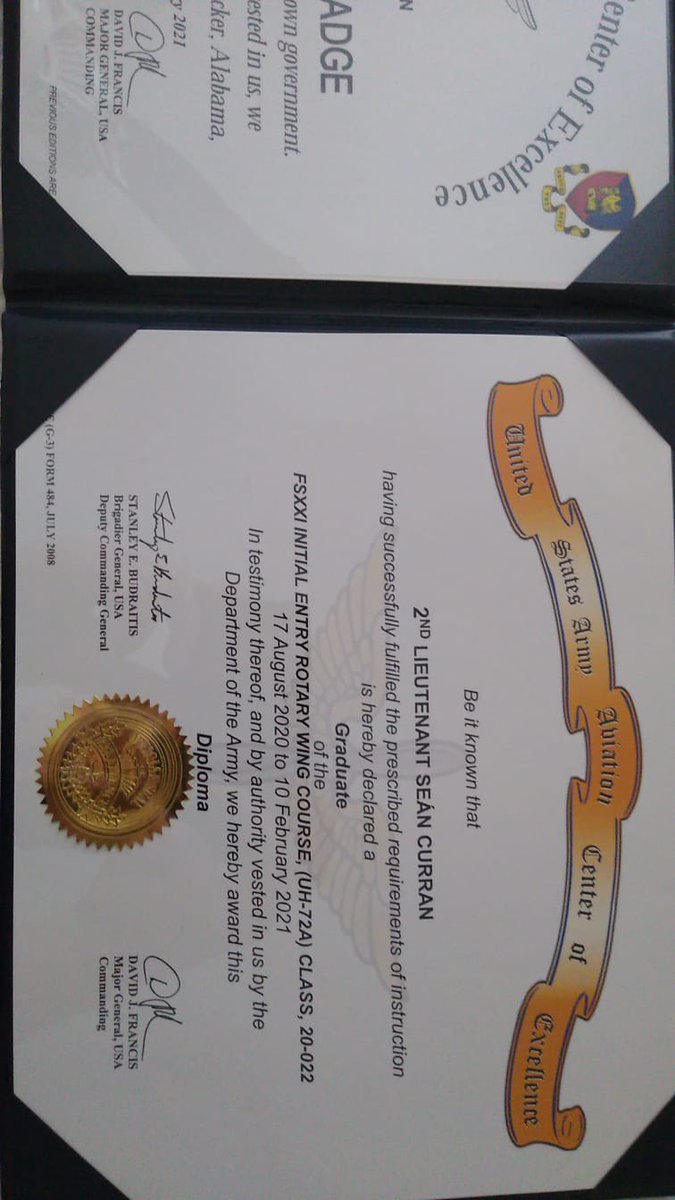 Center of Excellence
N
ADGE
own government.
ested in us, we
cker, Alabama,
y 2021
DAVID J. FRANCIS
MAJOR GENERAL, USA
COMMANDING
PREVIOUS EDITIONS ARE
United States Army Aviation Center of Excellence
Be it known that
2ND LIEUTENANT SEÁN CURRAN
having successfully fulfilled the prescribed requirements of instruction
is hereby declared a
Graduate
of the
FSXXI INITIAL ENTRY ROTARY WING COURSE, (UH-72A) CLASS, 20-022
17 August 2020 to 10 February 2021
In testimony thereof, and by authority vested in us by the
Department of the Army, we hereby award this
Diploma
STANLEY E. BUDRAITIS
Brigadier General, USA
Deputy Commanding General
DAVID J. FRANCIS
Major General, USA
Commanding
(G-3) FORM 484, JULY 2008